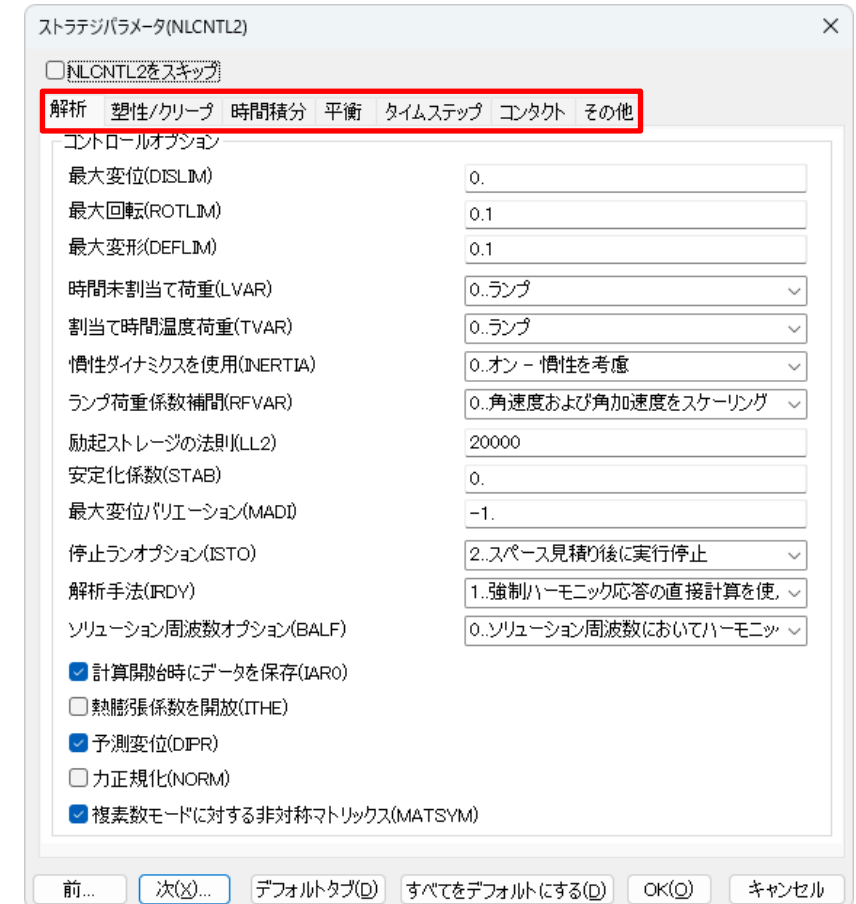 ストラテジパラメータ(NLCNTL2)
NLCNTL2をスキップ
解析 塑性/クリープ 時間積分 平衡 タイムステップ コンタクト その他
コントロールオプション
最大変位(DISLIM) 0.
最大回転(ROTLIM) 0.1
最大変形(DEFLIM) 0.1
時間未割当て荷重(LVAR) 0..ランプ
割当て時間温度荷重(TVAR) 0..ランプ
慣性ダイナミクスを使用(INERTIA) 0..オン - 慣性を考慮
ランプ荷重係数補間(RFVAR) 0..角速度および角加速度をスケーリング
励起ストレージの法則(LL2) 20000
安定化係数(STAB) 0.
最大変位バリエーション(MADI) -1.
停止ランオプション(ISTO) 2..スペース見積り後に実行停止
解析手法(IRDY) 1..強制ハーモニック応答の直接計算を使,
ソリューション周波数オプション(BALF) 0..ソリューション周波数においてハーモニッ
計算開始時にデータを保存(IAR0)
熱膨張係数を開放(ITHE)
予測変位(DIPR)
力正規化(NORM)
複素数モードに対する非対称マトリックス(MATSYM)
前... 次(X)... デフォルトタブ(D) すべてをデフォルトにする(D) OK(O) キャンセル